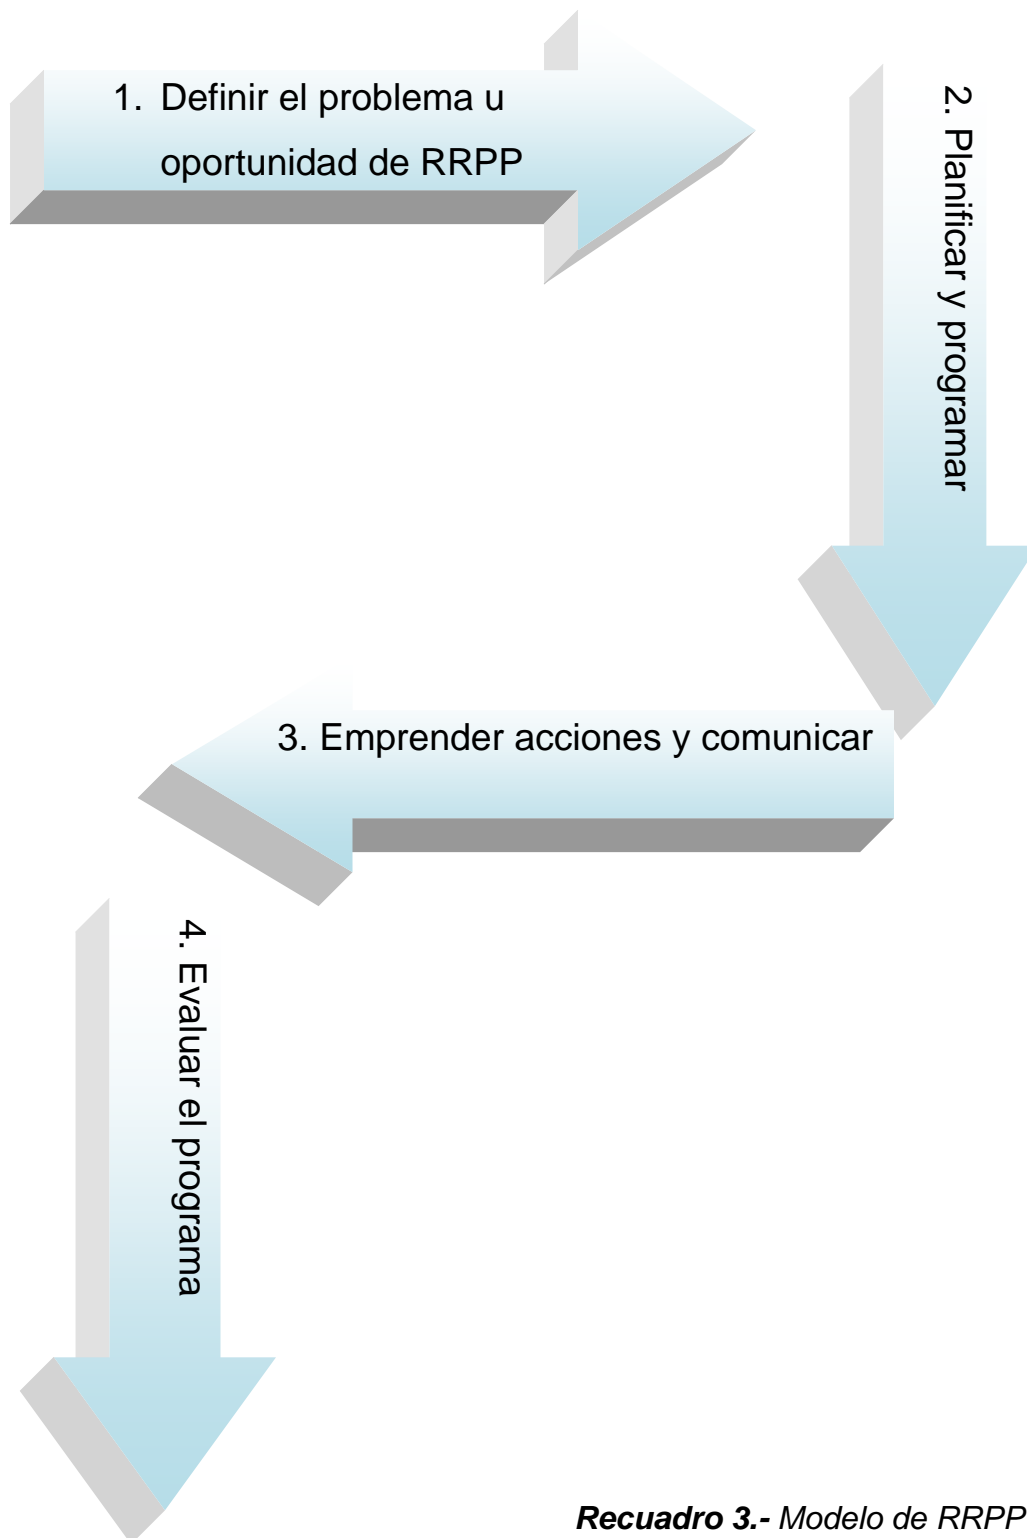 1. Definir el problema u
oportunidad de RRPP
2. Planificar y programar
3. Emprender acciones y comunicar
4. Evaluar el programa
Recuadro 3.- Modelo de RRPP